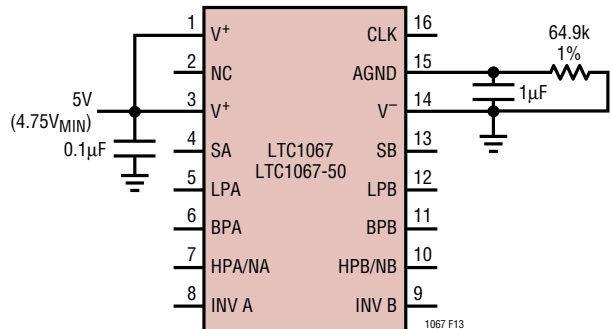 1
V+
2
NC
5V
(4.75VMIN)
3
V+
0.1µF
4
SA
5
LPA
6
BPA
7
HPA/NA
8
INV A
LTC1067
LTC1067-50
16
CLK
15
AGND
64.9k
1%
1µF
14
V–
13
SB
12
LPB
11
BPB
10
HPB/NB
9
INV B
1067 F13